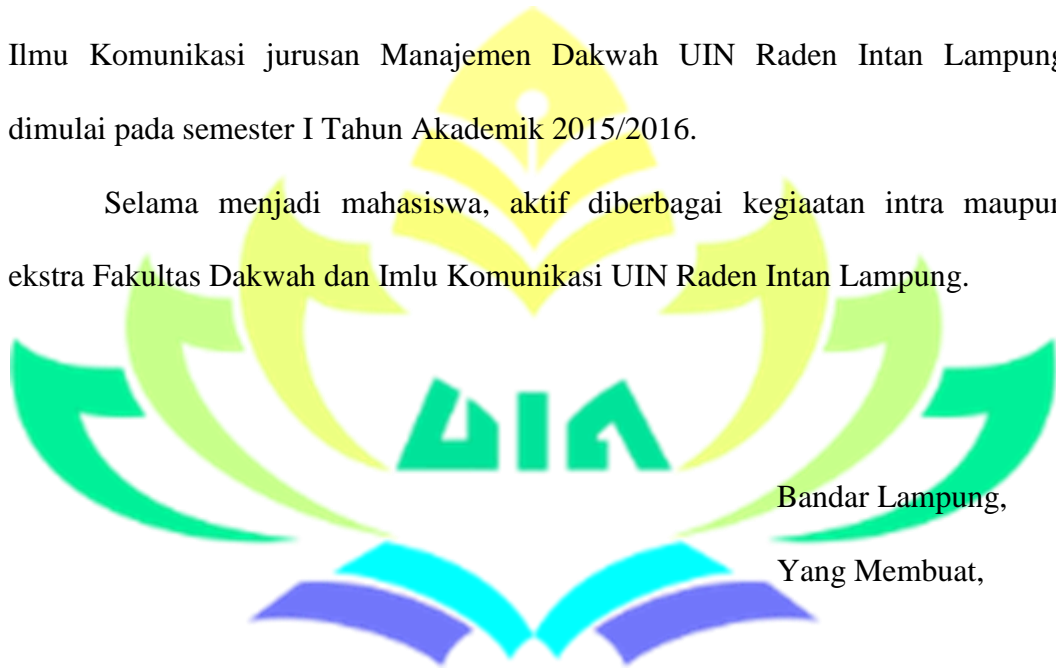 Ilmu Komunikasi jurusan Manajemen Dakwah UIN Raden Intan Lampung
dimulai pada semester I Tahun Akademik 2015/2016.
Selama menjadi mahasiswa, aktif diberbagai kegiaatan intra maupun
ekstra Fakultas Dakwah dan Imlu Komunikasi UIN Raden Intan Lampung.
UIN
Bandar Lampung,
Yang Membuat,